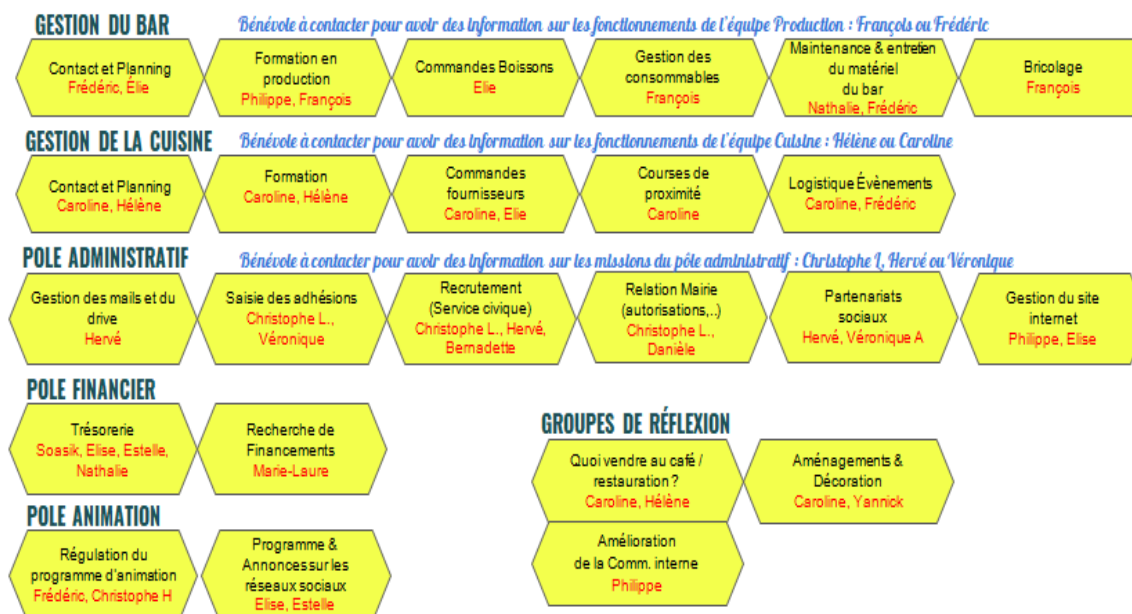 GESTION DU BAR
Bénévole à contacter pour avoir des information sur les fonctionnements de l'équipe Production : François ou Frédéric
Contact et Planning
Frédéric, Élie
Formation en
production
Philippe, François
Commandes Boissons
Elie
Gestion des
consommables
François
Maintenance & entretien
du matériel
du bar
Nathalie, Frédéric
Bricolage
François
GESTION DE LA CUISINE
Bénévole à contacter pour avoir des information sur les fonctionnements de l'équipe Cuisine : Hélène ou Caroline
Contact et Planning
Caroline, Hélène
Formation
Caroline, Hélène
Commandes
fournisseurs
Caroline, Elie
Courses de
proximité
Caroline
Logistique Évènements
Caroline, Frédéric
POLE ADMINISTRATIF
Bénévole à contacter pour avoir des information sur les missions du pôle administratif : Christophe L, Hervé ou Véronique
Gestion des mails et du
drive
Hervé
Saisie des adhésions
Christophe L.,
Véronique
Recrutement
(Service civique)
Christophe L., Hervé,
Bernadette
Relation Mairie
(autorisations,..)
Christophe L.,
Danièle
Partenariats
sociaux
Hervé, Véronique A
Gestion du site
internet
Philippe, Elise
POLE FINANCIER
Trésorerie
Soasik, Elise, Estelle,
Nathalie
Recherche de
Financements
Marie-Laure
GROUPES DE RÉFLEXION
Quoi vendre au café /
restauration ?
Caroline, Hélène
Aménagements &
Décoration
Caroline, Yannick
Amélioration
de la Comm. interne
Philippe
POLE ANIMATION
Régulation du
programme d'animation
Frédéric, Christophe H
Programme &
Annonces sur les
réseaux sociaux
Elise, Estelle